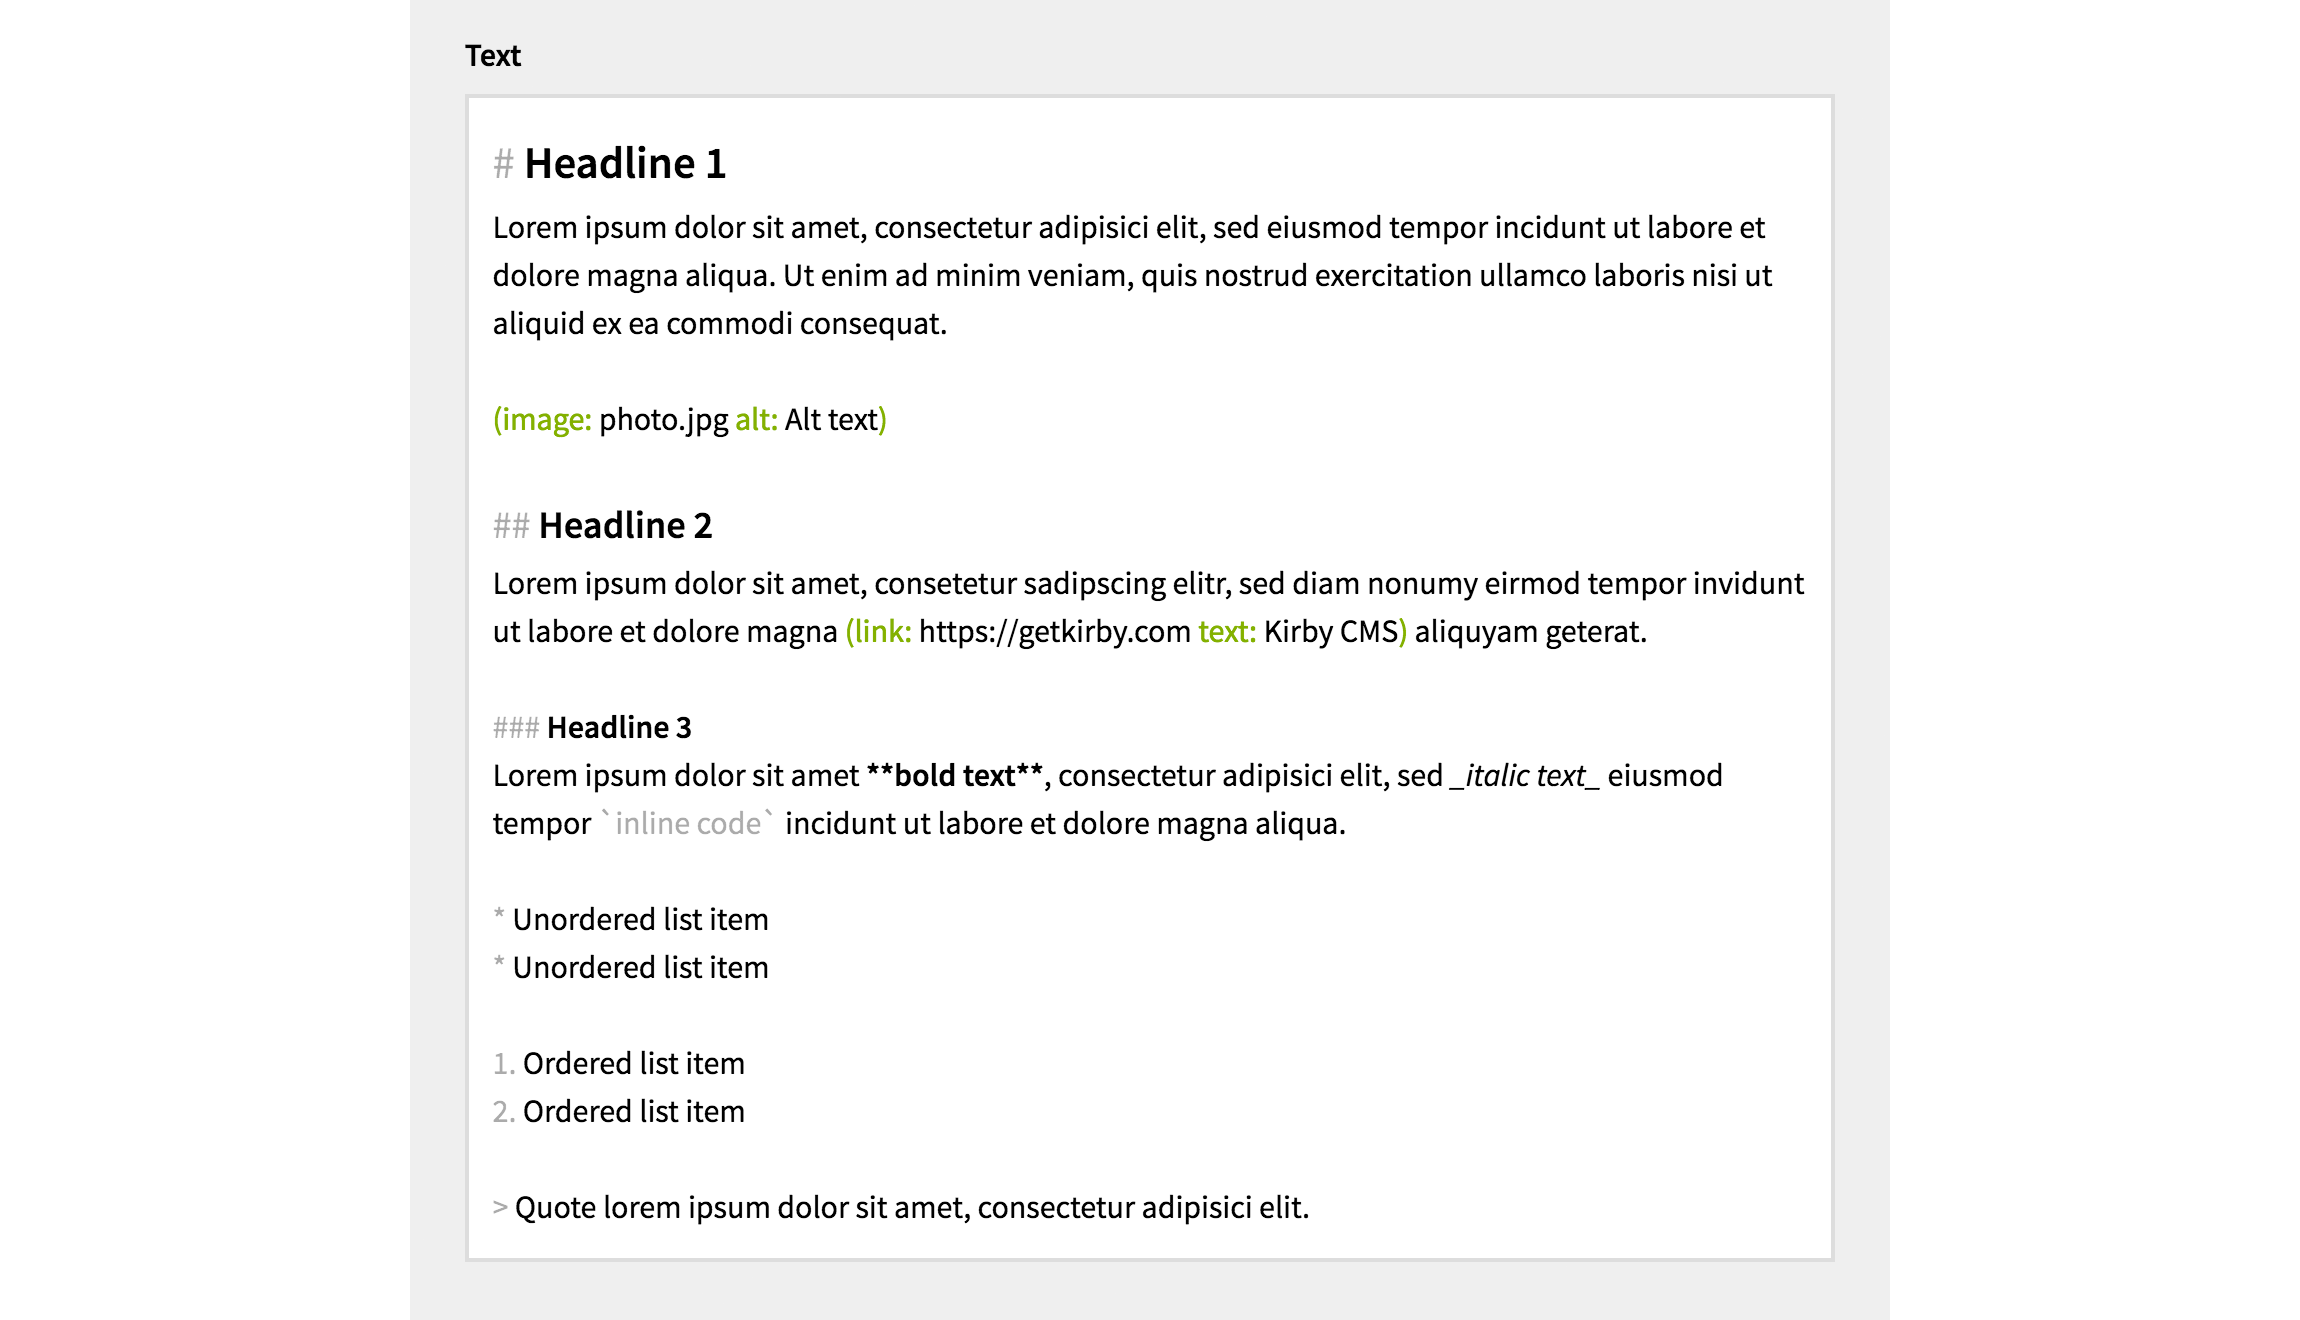 Text
# Headline 1
Lorem ipsum dolor sit amet, consectetur adipisici elit, sed eiusmod tempor incidunt ut labore et
dolore magna aliqua. Ut enim ad minim veniam, quis nostrud exercitation ullamco laboris nisi ut
aliquid ex ea commodi consequat.
(image: photo.jpg alt: Alt text)
## Headline 2
Lorem ipsum dolor sit amet, consetetur sadipscing elitr, sed diam nonumy eirmod tempor invidunt
ut labore et dolore magna (link: https://getkirby.com text: Kirby CMS) aliquyam geterat.
### Headline 3
Lorem ipsum dolor sit amet **bold text**, consectetur adipisici elit, sed _italic text_ eiusmod
tempor `inline code` incidunt ut labore et dolore magna aliqua.
* Unordered list item
* Unordered list item
1. Ordered list item
2. Ordered list item
> Quote lorem ipsum dolor sit amet, consectetur adipisici elit.